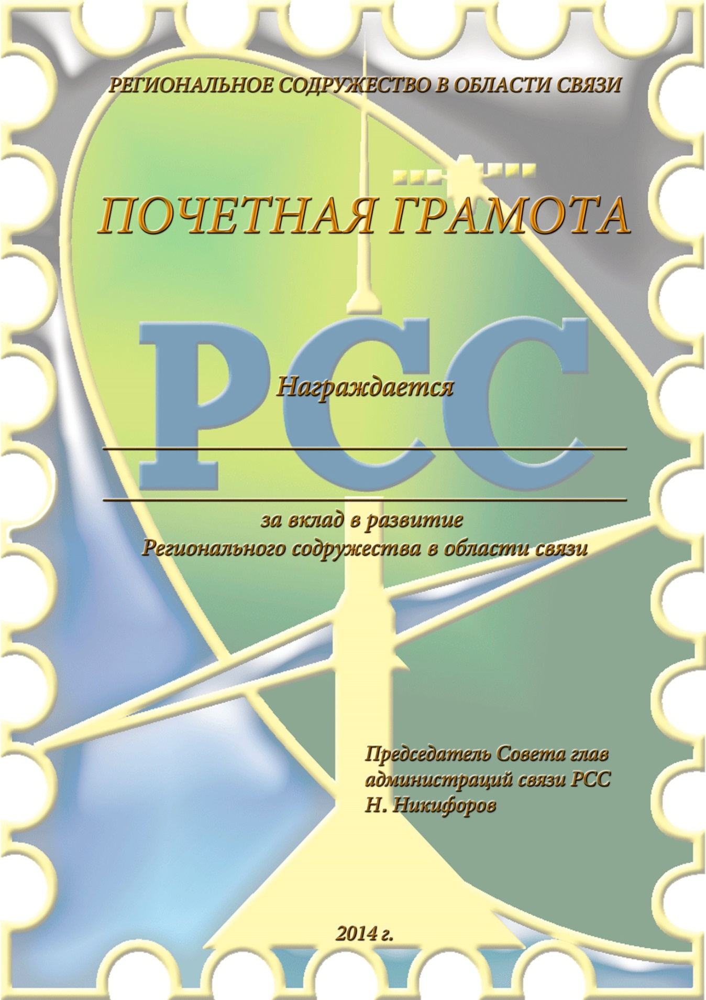 РЕГИОНАЛЬНОЕ СОДРУЖЕСТВО В ОБЛАСТИ СВЯЗИ
ПОЧЕТНАЯ ГРАМОТА
РСС
Награждается
за вклад в развитие
Регионального содружества в области связи
Председатель Совета глав
администраций связи РСС
Н. Никифоров
2014 г.